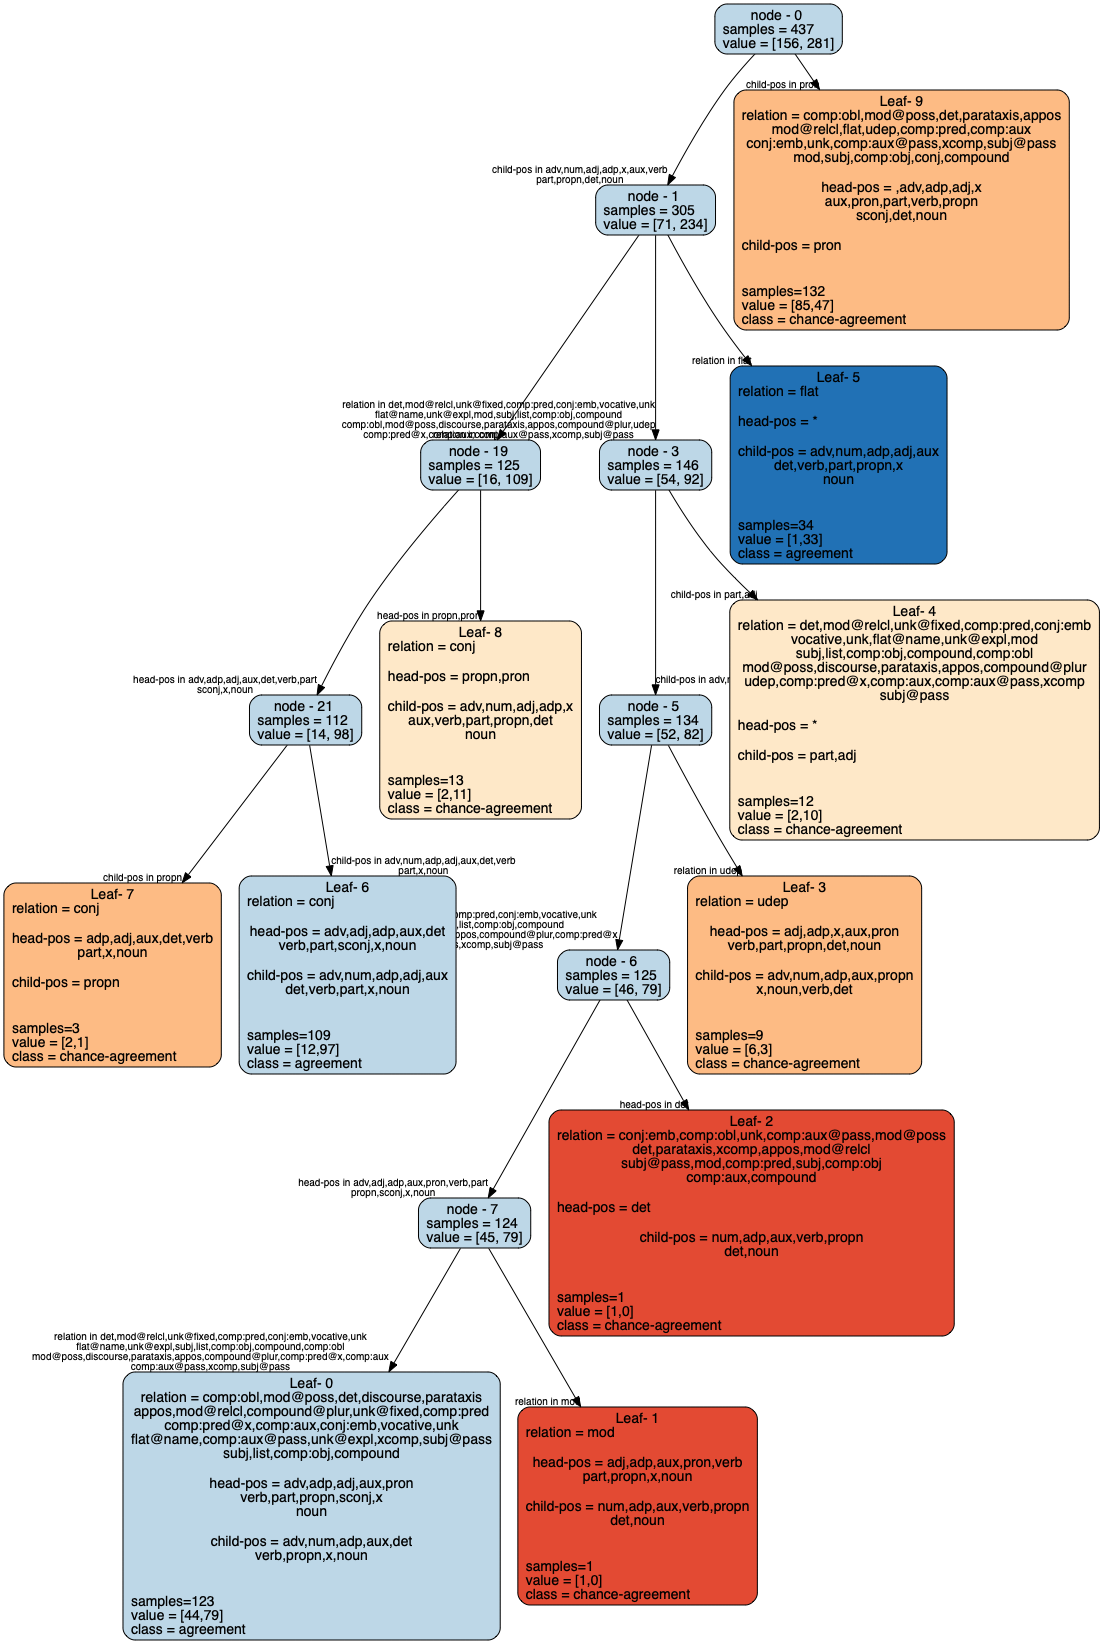 node - 0
samples = 437
value = [156, 281]
child-pos in
Leaf- 9
relation = comp:obl,mod@poss,det,parataxis,appos
mod@relcl,flat,udep,comp:pred,comp:aux
conj:emb,unk,comp:aux@pass,xcomp,subj@pass
mod,subj,comp:obj,conj,compound
head-pos = ,adv,adp,adj,x
aux,pron,part,verb,propn
sconj,det,noun
child-pos = pron
samples=132
value = [85,47]
class = chance-agreement
child-pos in adv,num,adj,adp,x,aux,verb
part,propn,det,noun
node - 1
samples = 305
value = [71, 234]
relation in
Leaf- 5
relation = flat
head-pos = *
child-pos = adv,num,adp,adj,aux
det,verb,part,propn,x
noun
samples=34
value = [1,33]
class = agreement
relation in det,mod@relcl,unk@fixed,comp:pred,conj:emb,vocative,unk
flat@name,unk@expl,mod,subj,list,comp:obj,compound
comp:obl,mod@poss,discourse,parataxis,appos,compound@plur,udep
comp:pred@x,comp:aux,comp:aux@pass,xcomp,subj@pass
node - 19
samples = 125
value = [16, 109]
node - 3
samples = 146
value = [54, 92]
child-pos in part,
Leaf- 4
relation = det,mod@relcl,unk@fixed,comp:pred,conj:emb
vocative,unk,flat@name,unk@expl,mod
subj,list,comp:obj,compound,comp:obl
mod@poss,discourse,parataxis,appos,compound@plur
udep,comp:pred@x,comp:aux,comp:aux@pass,xcomp
subj@pass
head-pos = *
child-pos = part,adj
samples=12
value = [2,10]
class = chance-agreement
head-pos in propn,pron
Leaf- 8
relation = conj
head-pos = propn,pron
child-pos = adv,num,adj,adp,x
aux,verb,part,propn,det
noun
samples=13
value = [2,11]
class = chance-agreement
head-pos in adv,adp,adj,aux,det,verb,part
sconj,x,noun
node - 21
samples = 112
value = [14, 98]
child-pos in adv,
node - 5
samples = 134
value = [52, 82]
child-pos in propn
Leaf- 7
relation = conj
head-pos = adp,adj,aux,det,verb
part,x,noun
child-pos = propn
samples=3
value = [2,1]
class = chance-agreement
child-pos in adv,num,adp,adj,aux,det,verb
part,x,noun
Leaf- 6
relation = conj
head-pos = adv,adj,adp,aux,det
verb,part,sconj,x,noun
child-pos = adv,num,adp,adj,aux
det,verb,part,x,noun
samples=109
value = [12,97]
class = agreement
relation in
Leaf- 3
relation = udep
head-pos = adj,adp,x,aux,pron
verb,part,propn,det,noun
child-pos = adv,num,adp,aux,propn
x,noun,verb,det
samples=9
value = [6,3]
class = chance-agreement
omp:pred,conj:emb,vocative,unk
,list,comp:obj,compound
appos,compound@plur,comp:pred@x
s,xcomp,subj@pass
node - 6
samples = 125
value = [46, 79]
head-pos in
Leaf- 2
relation = conj:emb,comp:obl,unk,comp:aux@pass,mod@poss
det,parataxis,xcomp,appos,mod@relcl
subj@pass,mod,comp:pred,subj,comp:obj
comp:aux,compound
head-pos = det
child-pos = num,adp,aux,verb,propn
det,noun
samples=1
value = [1,0]
class = chance-agreement
head-pos in adv,adj,adp,aux,pron,verb,part
propn,sconj,x,noun
node - 7
samples = 124
value = [45, 79]
relation in det,mod@relcl,unk@fixed,comp:pred,conj:emb,vocative,unk
flat@name,unk@expl,subj,list,comp:obj,compound,comp:obl
mod@poss,discourse,parataxis,appos,compound@plur,comp:pred@x,comp:aux
comp:aux@pass,xcomp,subj@pass
Leaf- 0
relation = comp:obl,mod@poss,det,discourse,parataxis
appos,mod@relcl,compound@plur,unk@fixed,comp:pred
comp:pred@x,comp:aux,conj:emb,vocative,unk
flat@name,comp:aux@pass,unk@expl,xcomp,subj@pass
subj,list,comp:obj,compound
head-pos = adv,adp,adj,aux,pron
verb,part,propn,sconj,x
noun
child-pos = adv,num,adp,aux,det
verb,propn,x,noun
samples=123
value = [44,79]
class = agreement
relation in
Leaf- 1
relation = mod
head-pos = adj,adp,aux,pron,verb
part,propn,x,noun
child-pos = num,adp,aux,verb,propn
det,noun
samples=1
value = [1,0]
class = chance-agreement